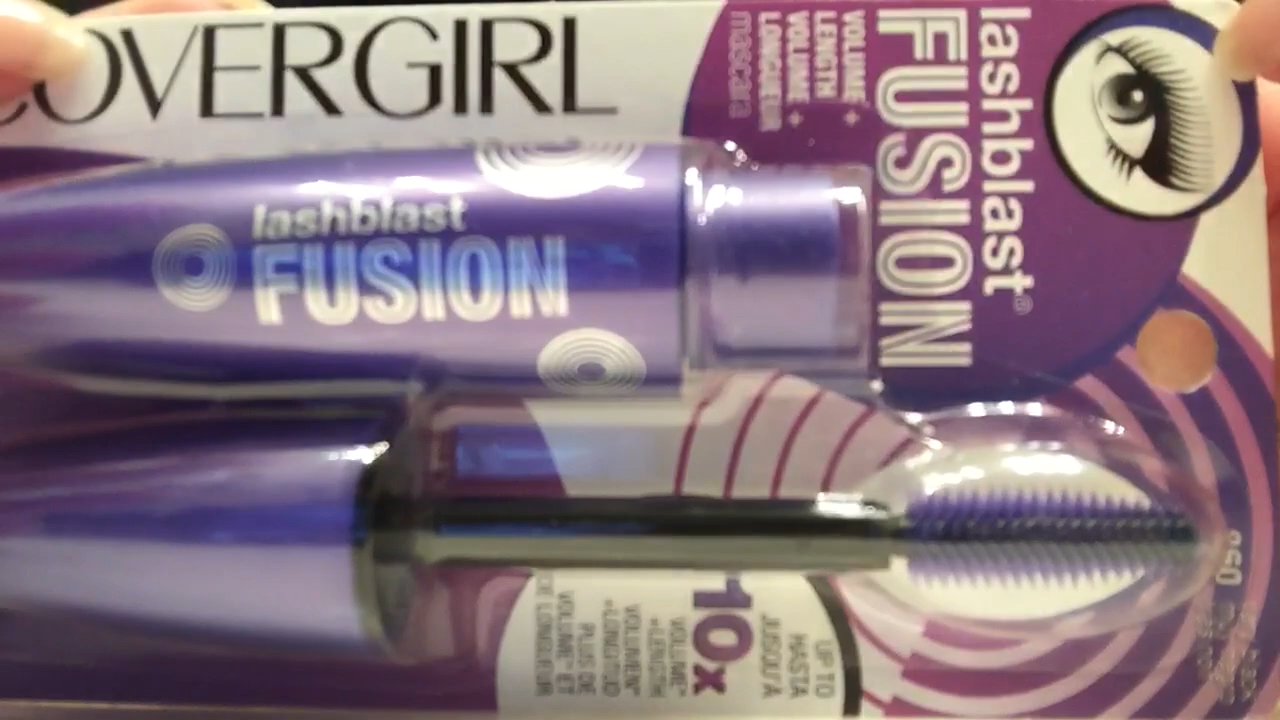 COVERGIRL
lashblast
FUSION
lashblast®
FUSION
VOLUME +
LENGTH
VOLUME +
LONGUEUR
mascara
UP TO
HASTA
JUSQU'À
10x
VOLUME
+LENGTH
VOLUMEN
+LONGITUD
PLUS DE
VOLUME ET
DE LONGUEUR